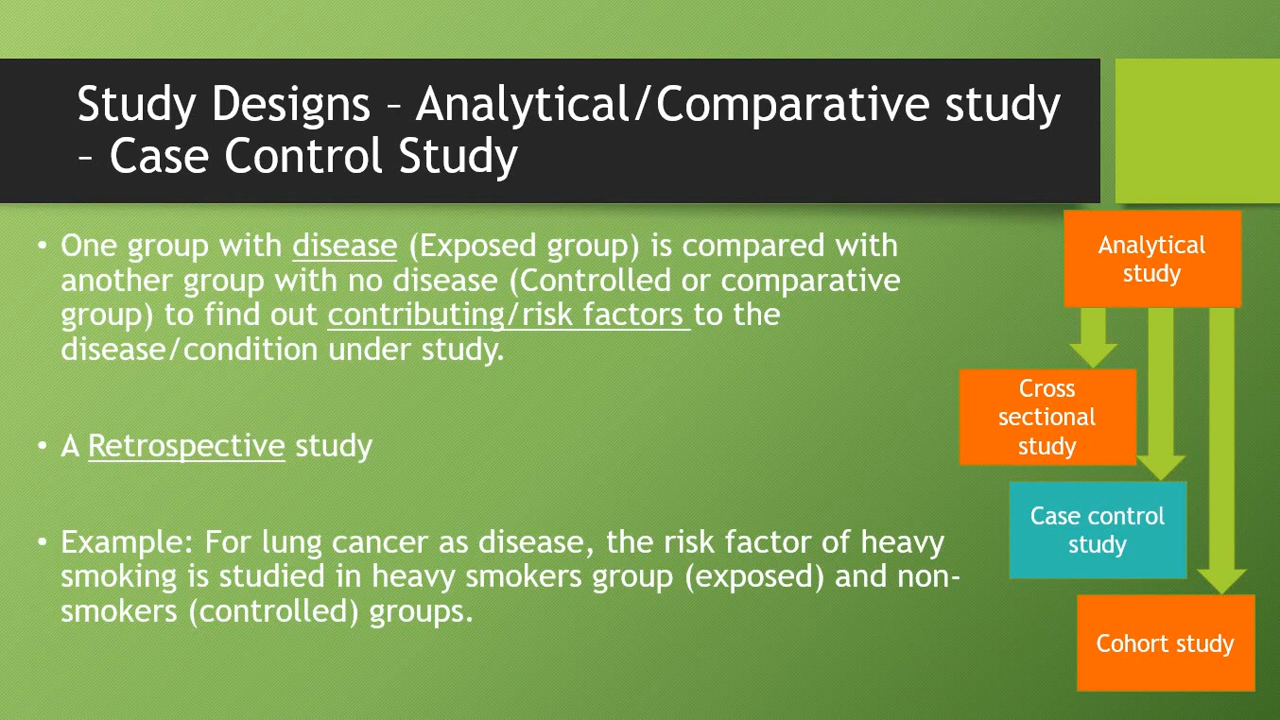 Study Designs – Analytical/Comparative study
– Case Control Study
• One group with disease (Exposed group) is compared with
another group with no disease (Controlled or comparative
group) to find out contributing/risk factors to the
disease/condition under study.
• A Retrospective study
• Example: For lung cancer as disease, the risk factor of heavy
smoking is studied in heavy smokers group (exposed) and non-
smokers (controlled) groups.
Analytical
study
Cross
sectional
study
Case control
study
Cohort study